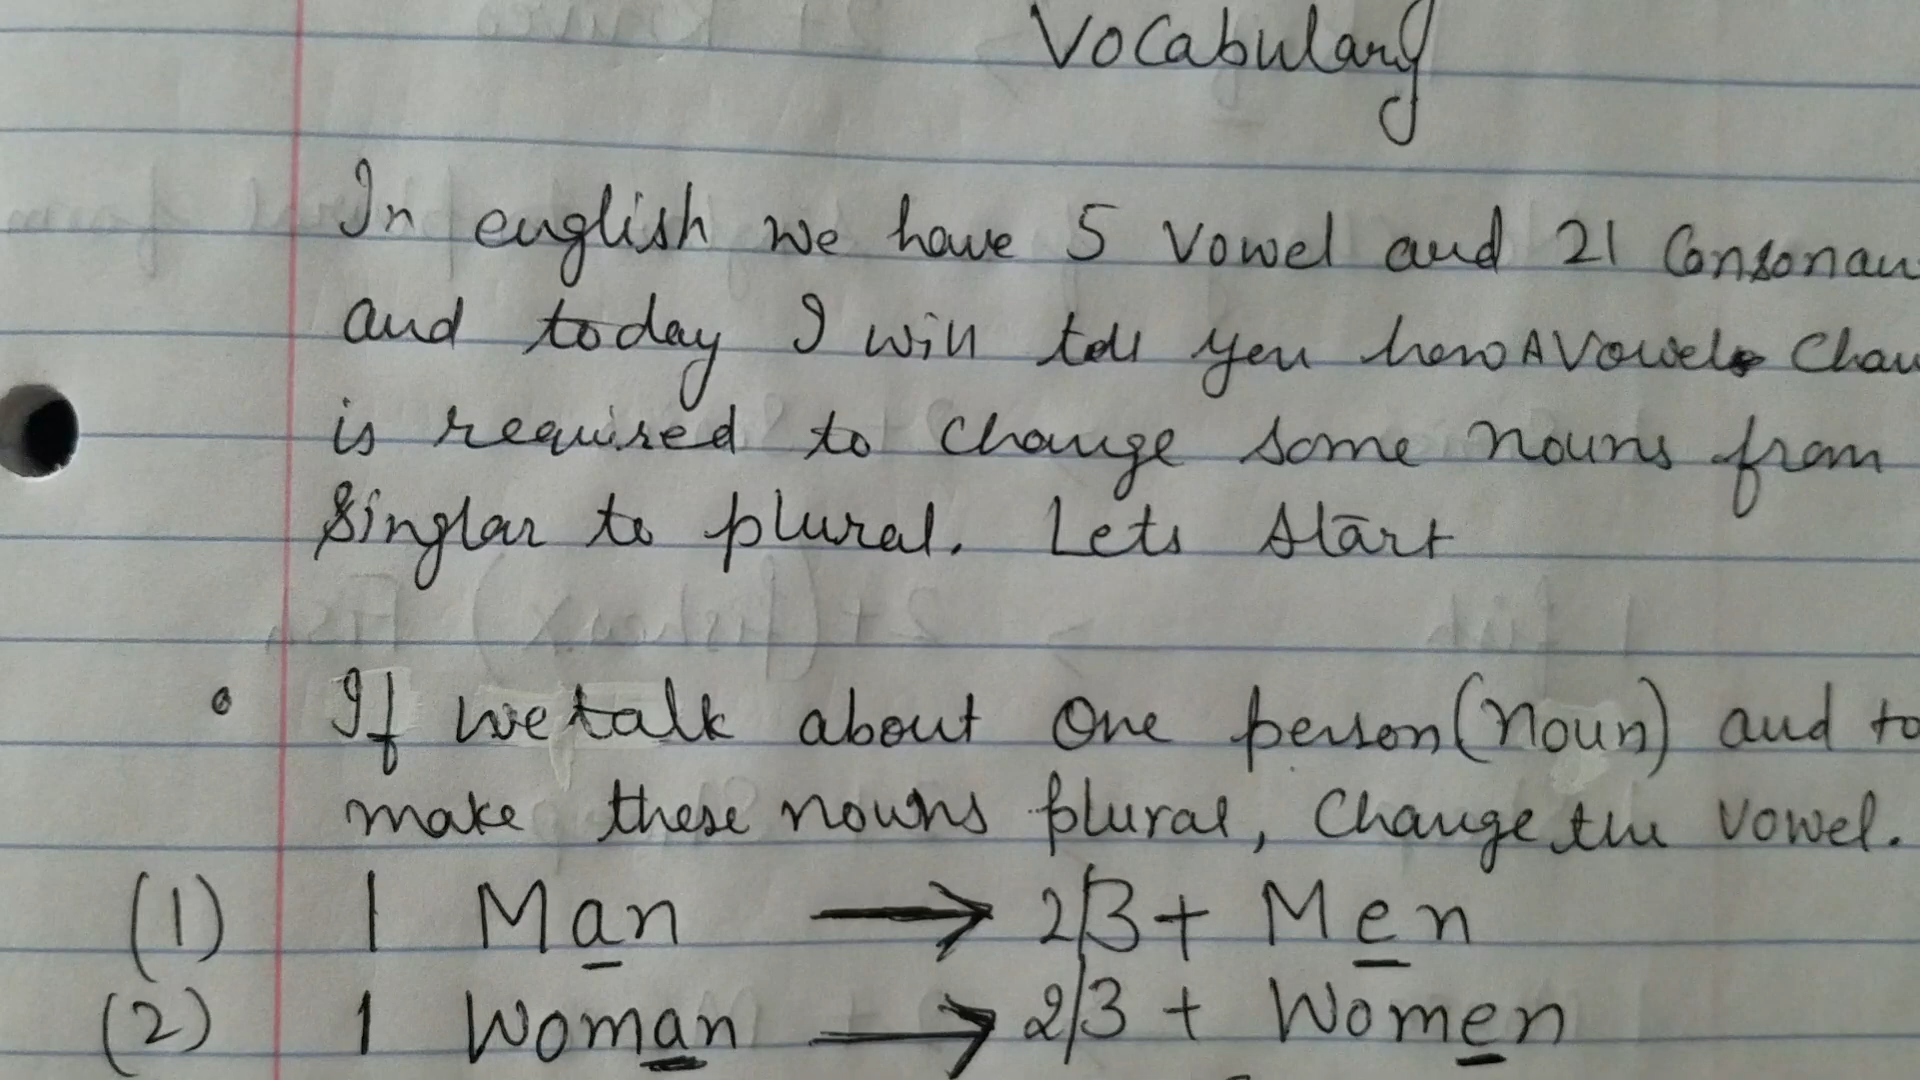 Vocabulary
In english we have 5 Vowel and 21 Consonan
and today I will tell you how A Vowel Chan
is required to Change some nouns from
Singlar to plural. Lets start
• If we talk about One person (Noun) and to
make these nouns plural, Change the Vowel.
(1) 1 Man → 2/3+ Men
(2) 1 Woman → 2/3 + Women